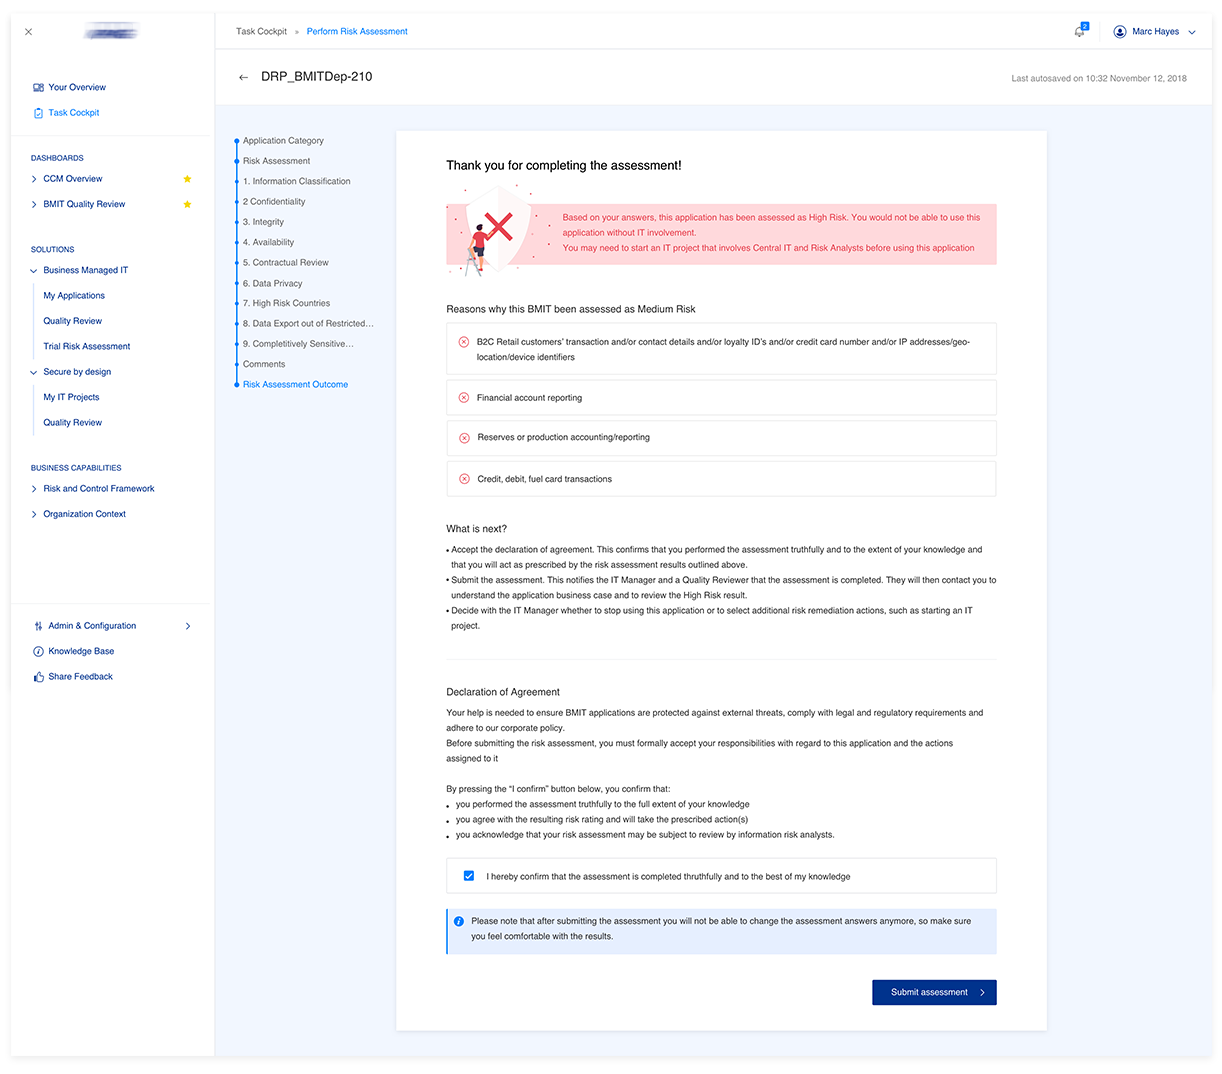 Task Cockpit » Perform Risk Assessment
2
Marc Hayes
DRP_BMITDep-210
Last autosaved on 10:32 November 12, 2018
Your Overview
Task Cockpit
DASHBOARDS
CCM Overview
BMIT Quality Review
SOLUTIONS
Business Managed IT
My Applications
Quality Review
Trial Risk Assessment
Secure by design
My IT Projects
Quality Review
BUSINESS CAPABILITIES
Risk and Control Framework
Organization Context
Admin & Configuration
Knowledge Base
Share Feedback
Application Category
Risk Assessment
1. Information Classification
2 Confidentiality
3. Integrity
4. Availability
5. Contractual Review
6. Data Privacy
7. High Risk Countries
8. Data Export out of Restricted...
9. Completitively Sensitive...
Comments
Risk Assessment Outcome
Thank you for completing the assessment!
Based on your answers, this application has been assessed as High Risk. You would not be able to use this
application without IT involvement.
You may need to start an IT project that involves Central IT and Risk Analysts before using this application
Reasons why this BMIT been assessed as Medium Risk
B2C Retail customers' transaction and/or contact details and/or loyalty ID's and/or credit card number and/or IP addresses/geo-
location/device identifiers
Financial account reporting
Reserves or production accounting/reporting
Credit, debit, fuel card transactions
What is next?
• Accept the declaration of agreement. This confirms that you performed the assessment truthfully and to the extent of your knowledge and
that you will act as prescribed by the risk assessment results outlined above.
• Submit the assessment. This notifies the IT Manager and a Quality Reviewer that the assessment is completed. They will then contact you to
understand the application business case and to review the High Risk result.
• Decide with the IT Manager whether to stop using this application or to select additional risk remediation actions, such as starting an IT
project.
Declaration of Agreement
Your help is needed to ensure BMIT applications are protected against external threats, comply with legal and regulatory requirements and
adhere to our corporate policy.
Before submitting the risk assessment, you must formally accept your responsibilities with regard to this application and the actions
assigned to it
By pressing the “I confirm” button below, you confirm that:
• you performed the assessment truthfully to the full extent of your knowledge
• you agree with the resulting risk rating and will take the prescribed action(s)
• you acknowledge that your risk assessment may be subject to review by information risk analysts.
I hereby confirm that the assessment is completed thruthfully and to the best of my knowledge
Please note that after submitting the assessment you will not be able to change the assessment answers anymore, so make sure
you feel comfortable with the results.
Submit assessment